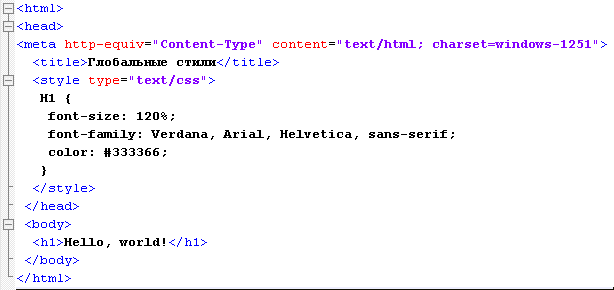 <html>
<head>
<meta http-equiv="Content-Type" content="text/html; charset=windows-1251">
<title>Глобальные стили</title>
<style type="text/css">
H1 {
font-size: 120%;
font-family: Verdana, Arial, Helvetica, sans-serif;
color: #333366;
}
</style>
</head>
<body>
<h1>Hello, world!</h1>
</body>
</html>